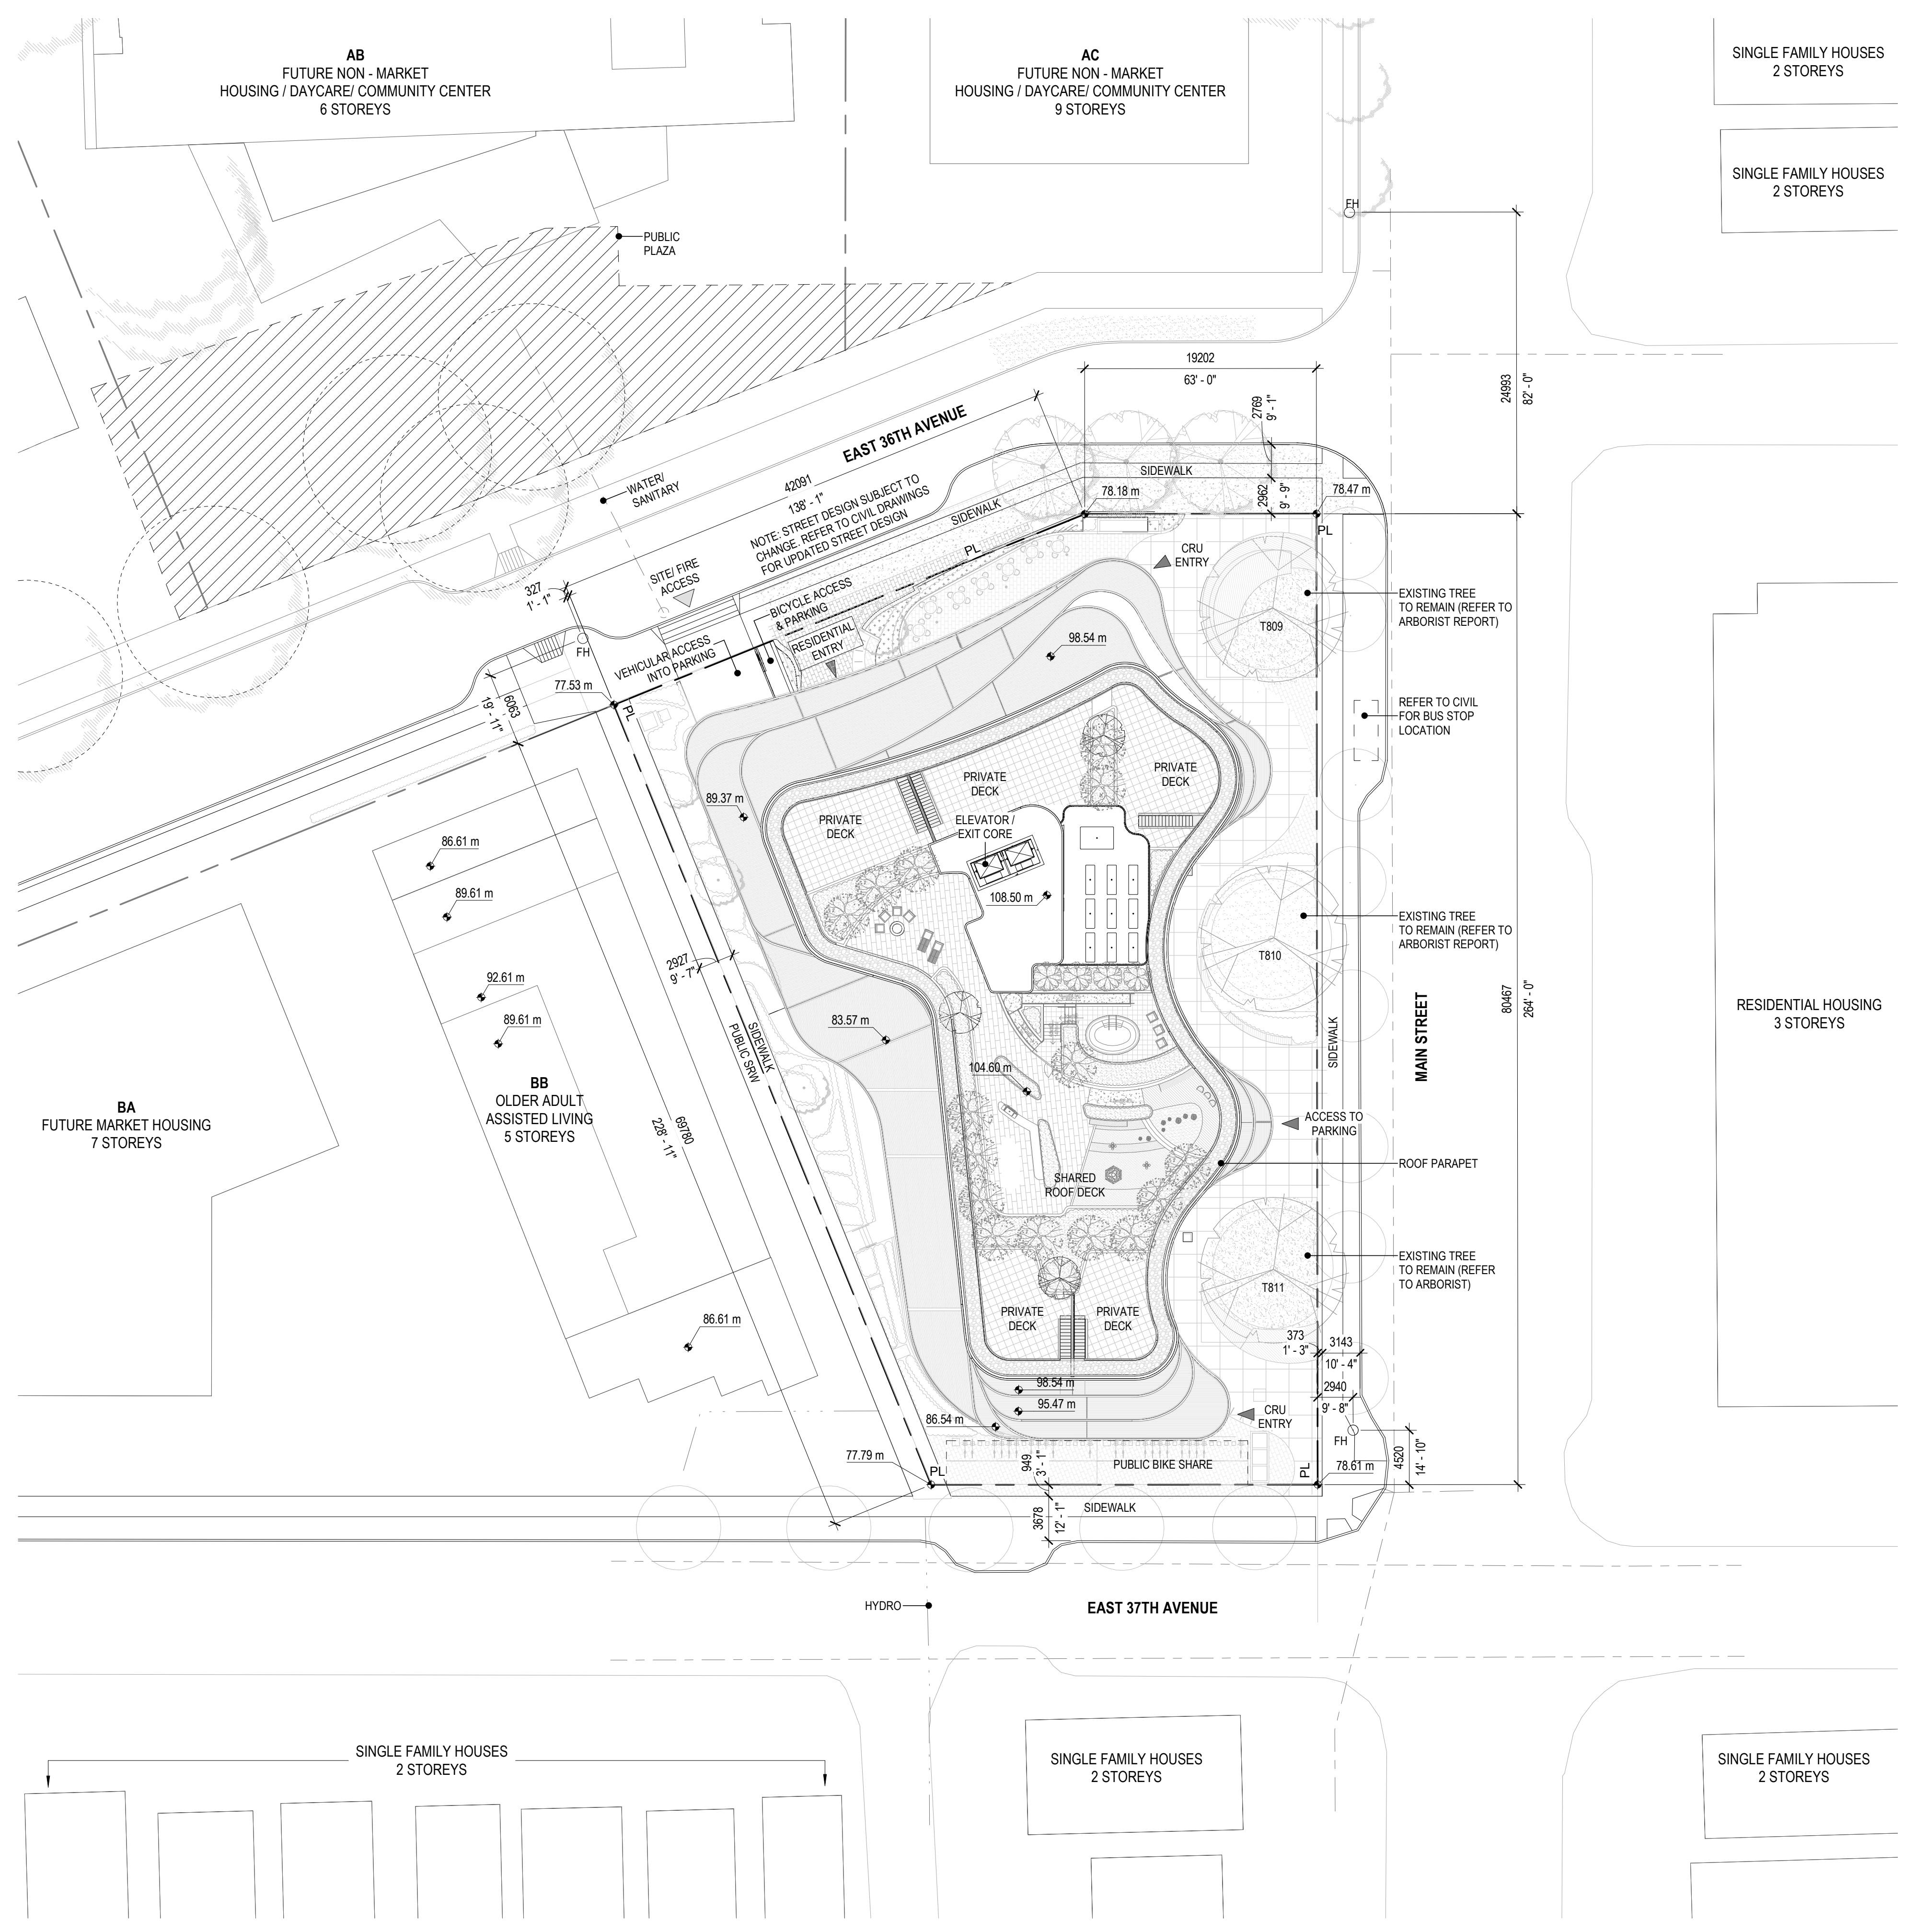 AB
FUTURE NON - MARKET
HOUSING / DAYCARE/ COMMUNITY CENTER
6 STOREYS
AC
FUTURE NON - MARKET
HOUSING / DAYCARE/ COMMUNITY CENTER
9 STOREYS
SINGLE FAMILY HOUSES
2 STOREYS
SINGLE FAMILY HOUSES
2 STOREYS
FH
PUBLIC
PLAZA
24993
82' - 0"
19202
63' - 0"
2769
9' - 1"
EAST 36TH AVENUE
WATER/
SANITARY
42091
138' - 1"
NOTE: STREET DESIGN SUBJECT TO
CHANGE. REFER TO CIVIL DRAWINGS
FOR UPDATED STREET DESIGN
SIDEWALK
SIDEWALK
78.18 m
2962
9' - 9"
78.47 m
PL
PL
CRU
ENTRY
SITE/ FIRE
ACCESS
327
1' - 1"
BICYCLE ACCESS
& PARKING
RESIDENTIAL
ENTRY
FH
VEHICULAR ACCESS
INTO PARKING
EXISTING TREE
TO REMAIN (REFER TO
ARBORIST REPORT)
T809
98.54 m
77.53 m
PL
6063
19' - 11"
REFER TO CIVIL
FOR BUS STOP
LOCATION
PRIVATE
DECK
PRIVATE
DECK
PRIVATE
DECK
89.37 m
ELEVATOR /
EXIT CORE
108.50 m
86.61 m
89.61 m
EXISTING TREE
TO REMAIN (REFER TO
ARBORIST REPORT)
T810
2927
9' - 7"
92.61 m
89.61 m
83.57 m
SIDEWALK
PUBLIC SRW
80467
264' - 0"
RESIDENTIAL HOUSING
3 STOREYS
SIDEWALK
MAIN STREET
104.60 m
BB
OLDER ADULT
ASSISTED LIVING
5 STOREYS
BA
FUTURE MARKET HOUSING
7 STOREYS
69780
228' - 11"
ACCESS TO
PARKING
ROOF PARAPET
SHARED
ROOF DECK
EXISTING TREE
TO REMAIN (REFER
TO ARBORIST)
T811
PRIVATE
DECK
PRIVATE
DECK
86.61 m
373
1' - 3"
3143
10' - 4"
2940
9' - 8"
98.54 m
95.47 m
86.54 m
CRU
ENTRY
FH
4520
14' - 10"
77.79 m
PL
949
3' - 1"
PUBLIC BIKE SHARE
PL
78.61 m
SIDEWALK
3678
12' - 1"
HYDRO
EAST 37TH AVENUE
SINGLE FAMILY HOUSES
2 STOREYS
SINGLE FAMILY HOUSES
2 STOREYS
SINGLE FAMILY HOUSES
2 STOREYS